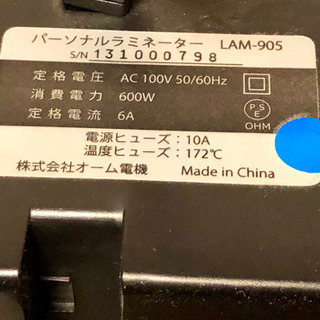 パーソナルラミネーター LAM-905
S/N 131000798
定格電圧 AC 100V 50/60Hz
消費電力 600W
定格電流 6A
PSE
OHM
電源ヒューズ：10A
温度ヒューズ：172℃
株式会社オーム電機 Made in China